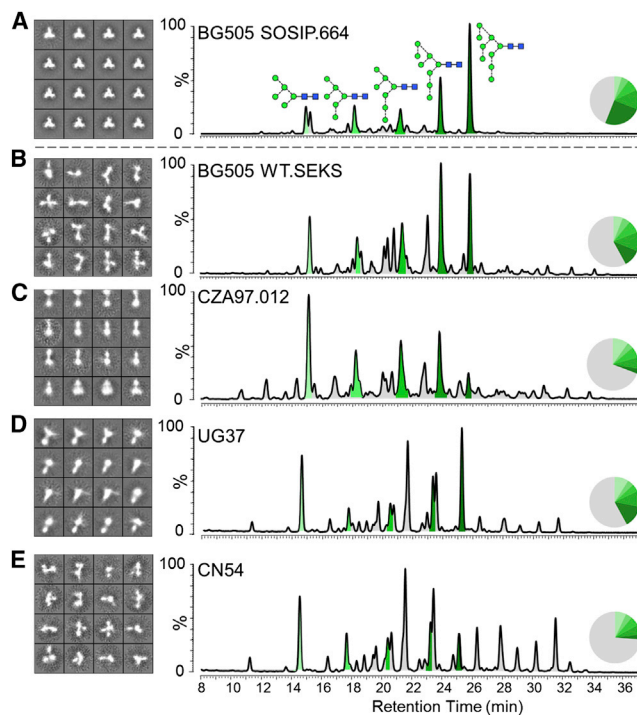 A
100
%
0
BG505 SOSIP.664
B
100
%
0
BG505 WT.SEKS
C
100
%
0
CZA97.012
D
100
%
0
UG37
E
100
%
0
CN54
8 10 12 14 16 18 20 22 24 26 28 30 32 34 36
Retention Time (min)